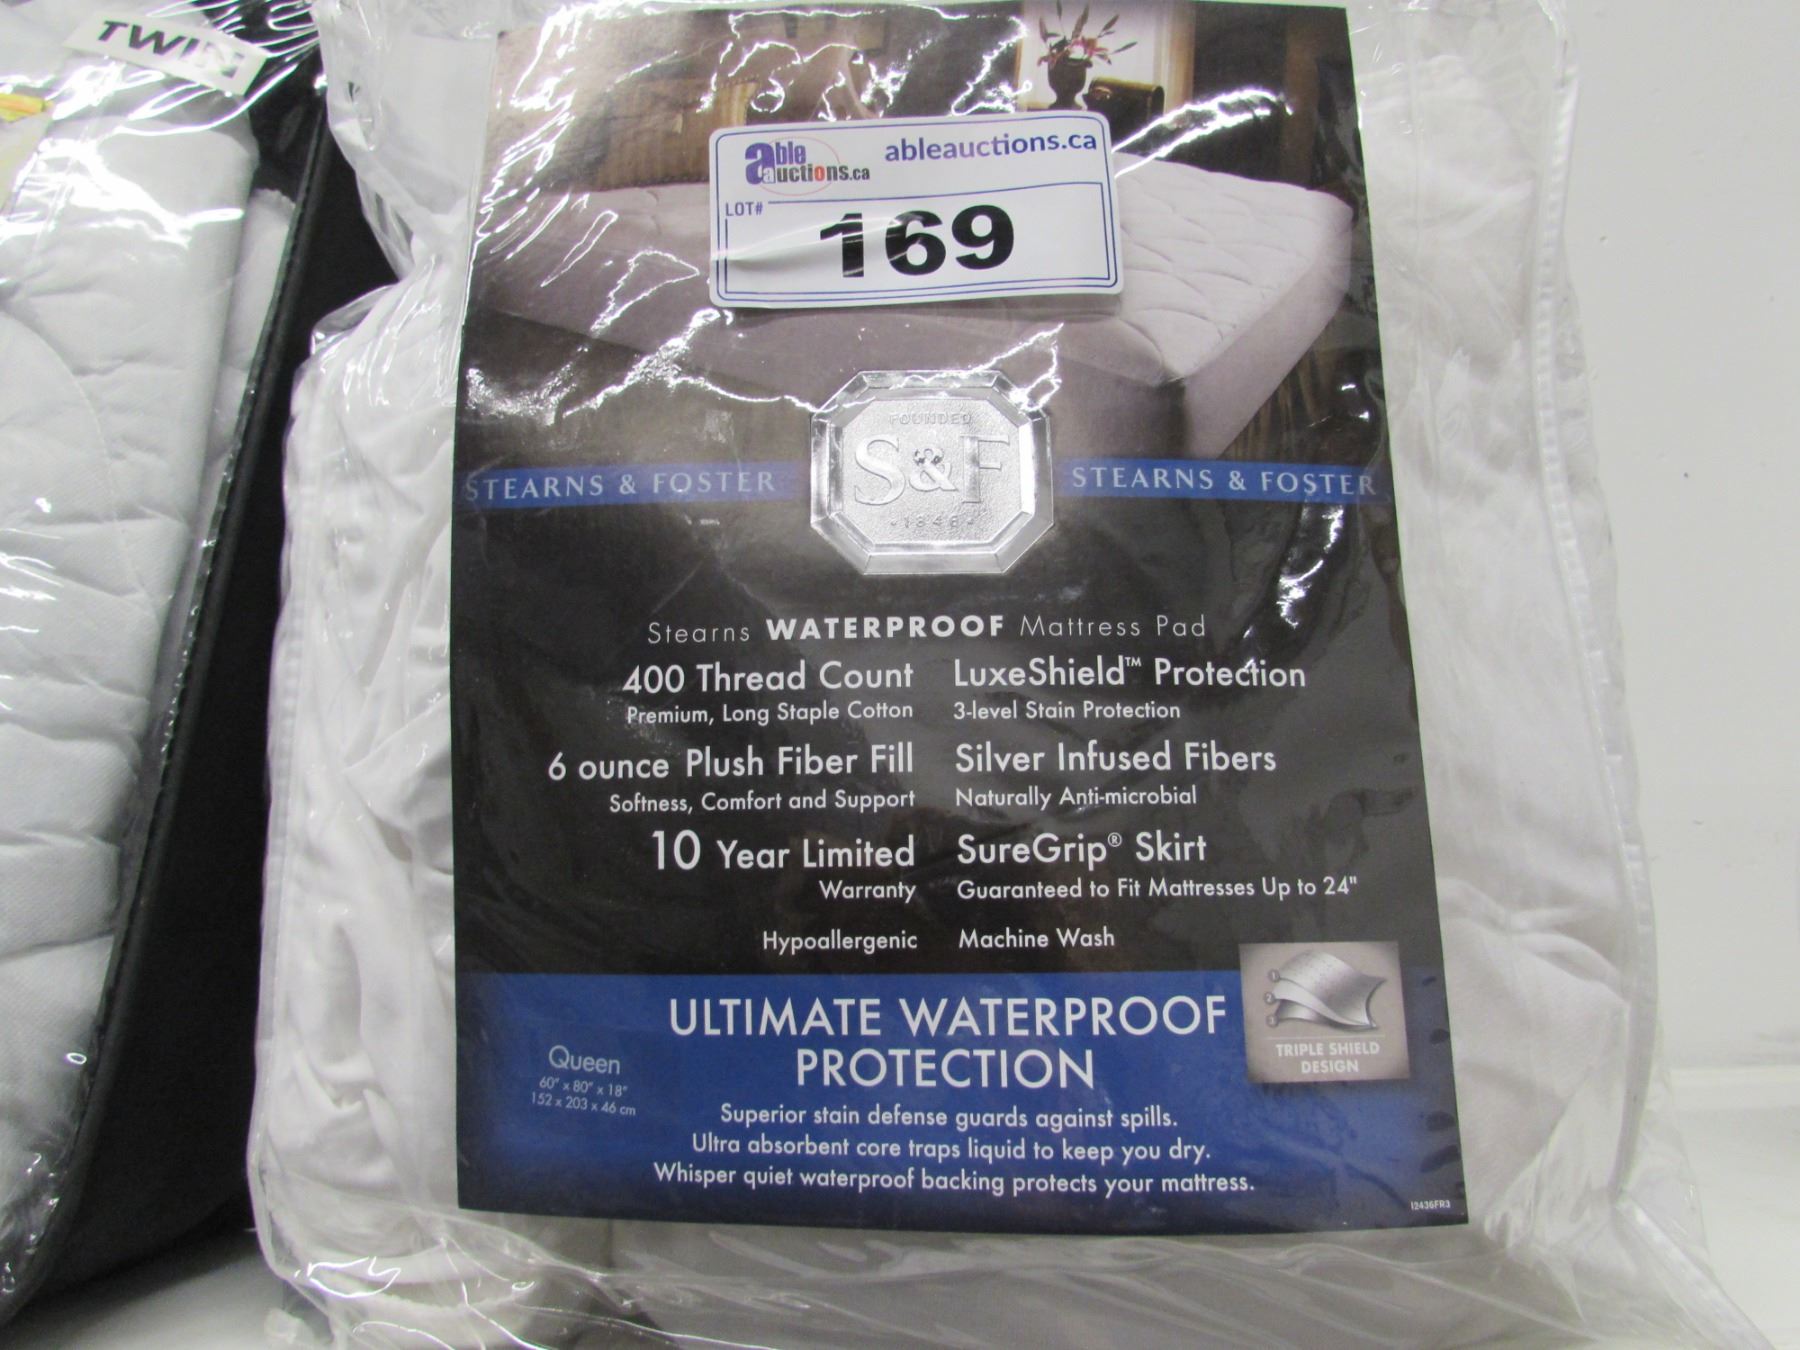 TWIN
able auctions.ca
ableauctions.ca
LOT#
169
FOUNDED
S&F
-1846-
STEARNS & FOSTER
STEARNS & FOSTER
Stearns WATERPROOF Mattress Pad
400 Thread Count
Premium, Long Staple Cotton
LuxeShield™ Protection
3-level Stain Protection
6 ounce Plush Fiber Fill
Softness, Comfort and Support
Silver Infused Fibers
Naturally Anti-microbial
10 Year Limited
Warranty
SureGrip® Skirt
Guaranteed to Fit Mattresses Up to 24"
Hypoallergenic
Machine Wash
ULTIMATE WATERPROOF
PROTECTION
Queen
60" x 80" x 18"
152 x 203 x 46 cm
1
2
3
TRIPLE SHIELD
DESIGN
Superior stain defense guards against spills.
Ultra absorbent core traps liquid to keep you dry.
Whisper quiet waterproof backing protects your mattress.
12436FR3